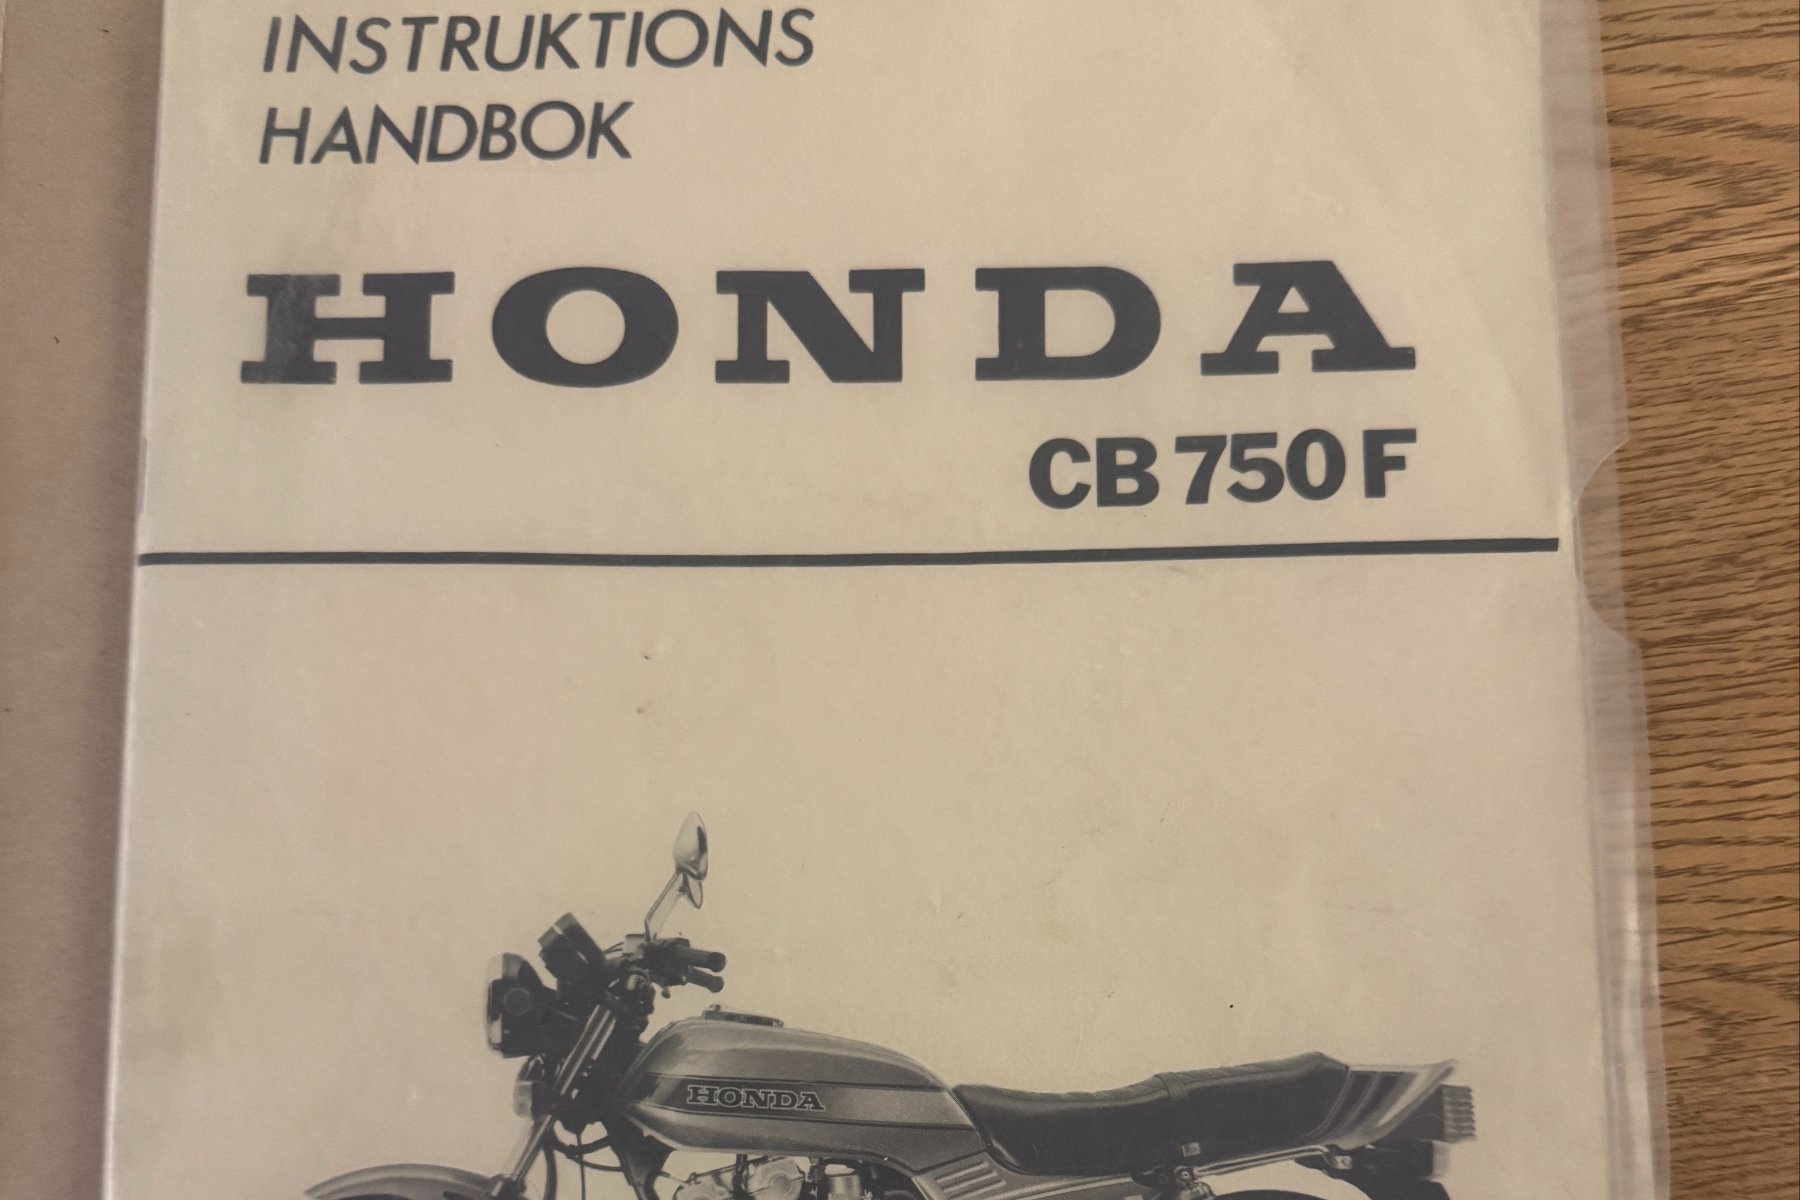 INSTRUKTIONS
HANDBOK
HONDA
CB 750 F
HONDA